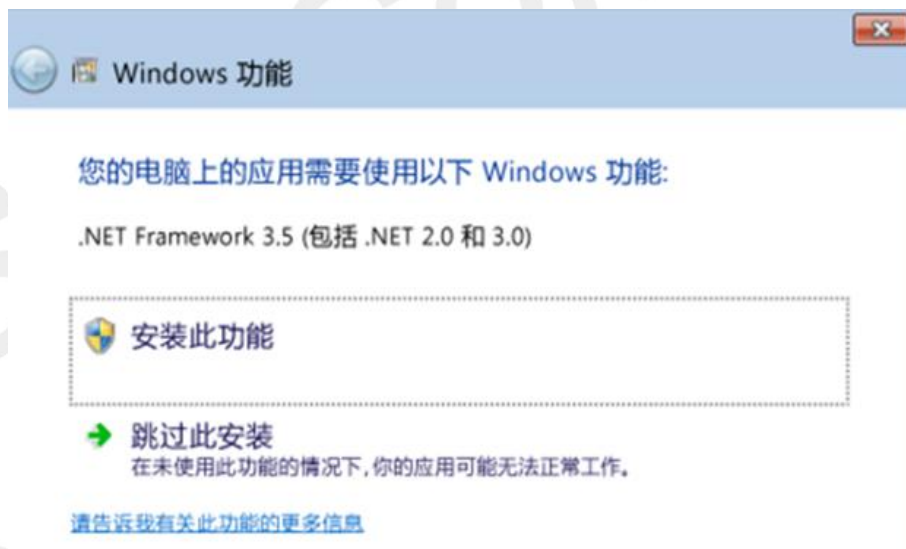 Windows 功能
您的电脑上的应用需要使用以下 Windows 功能:
.NET Framework 3.5 (包括 .NET 2.0 和 3.0)
安装此功能
跳过此安装
在未使用此功能的情况下,你的应用可能无法正常工作。
请告诉我有关此功能的更多信息